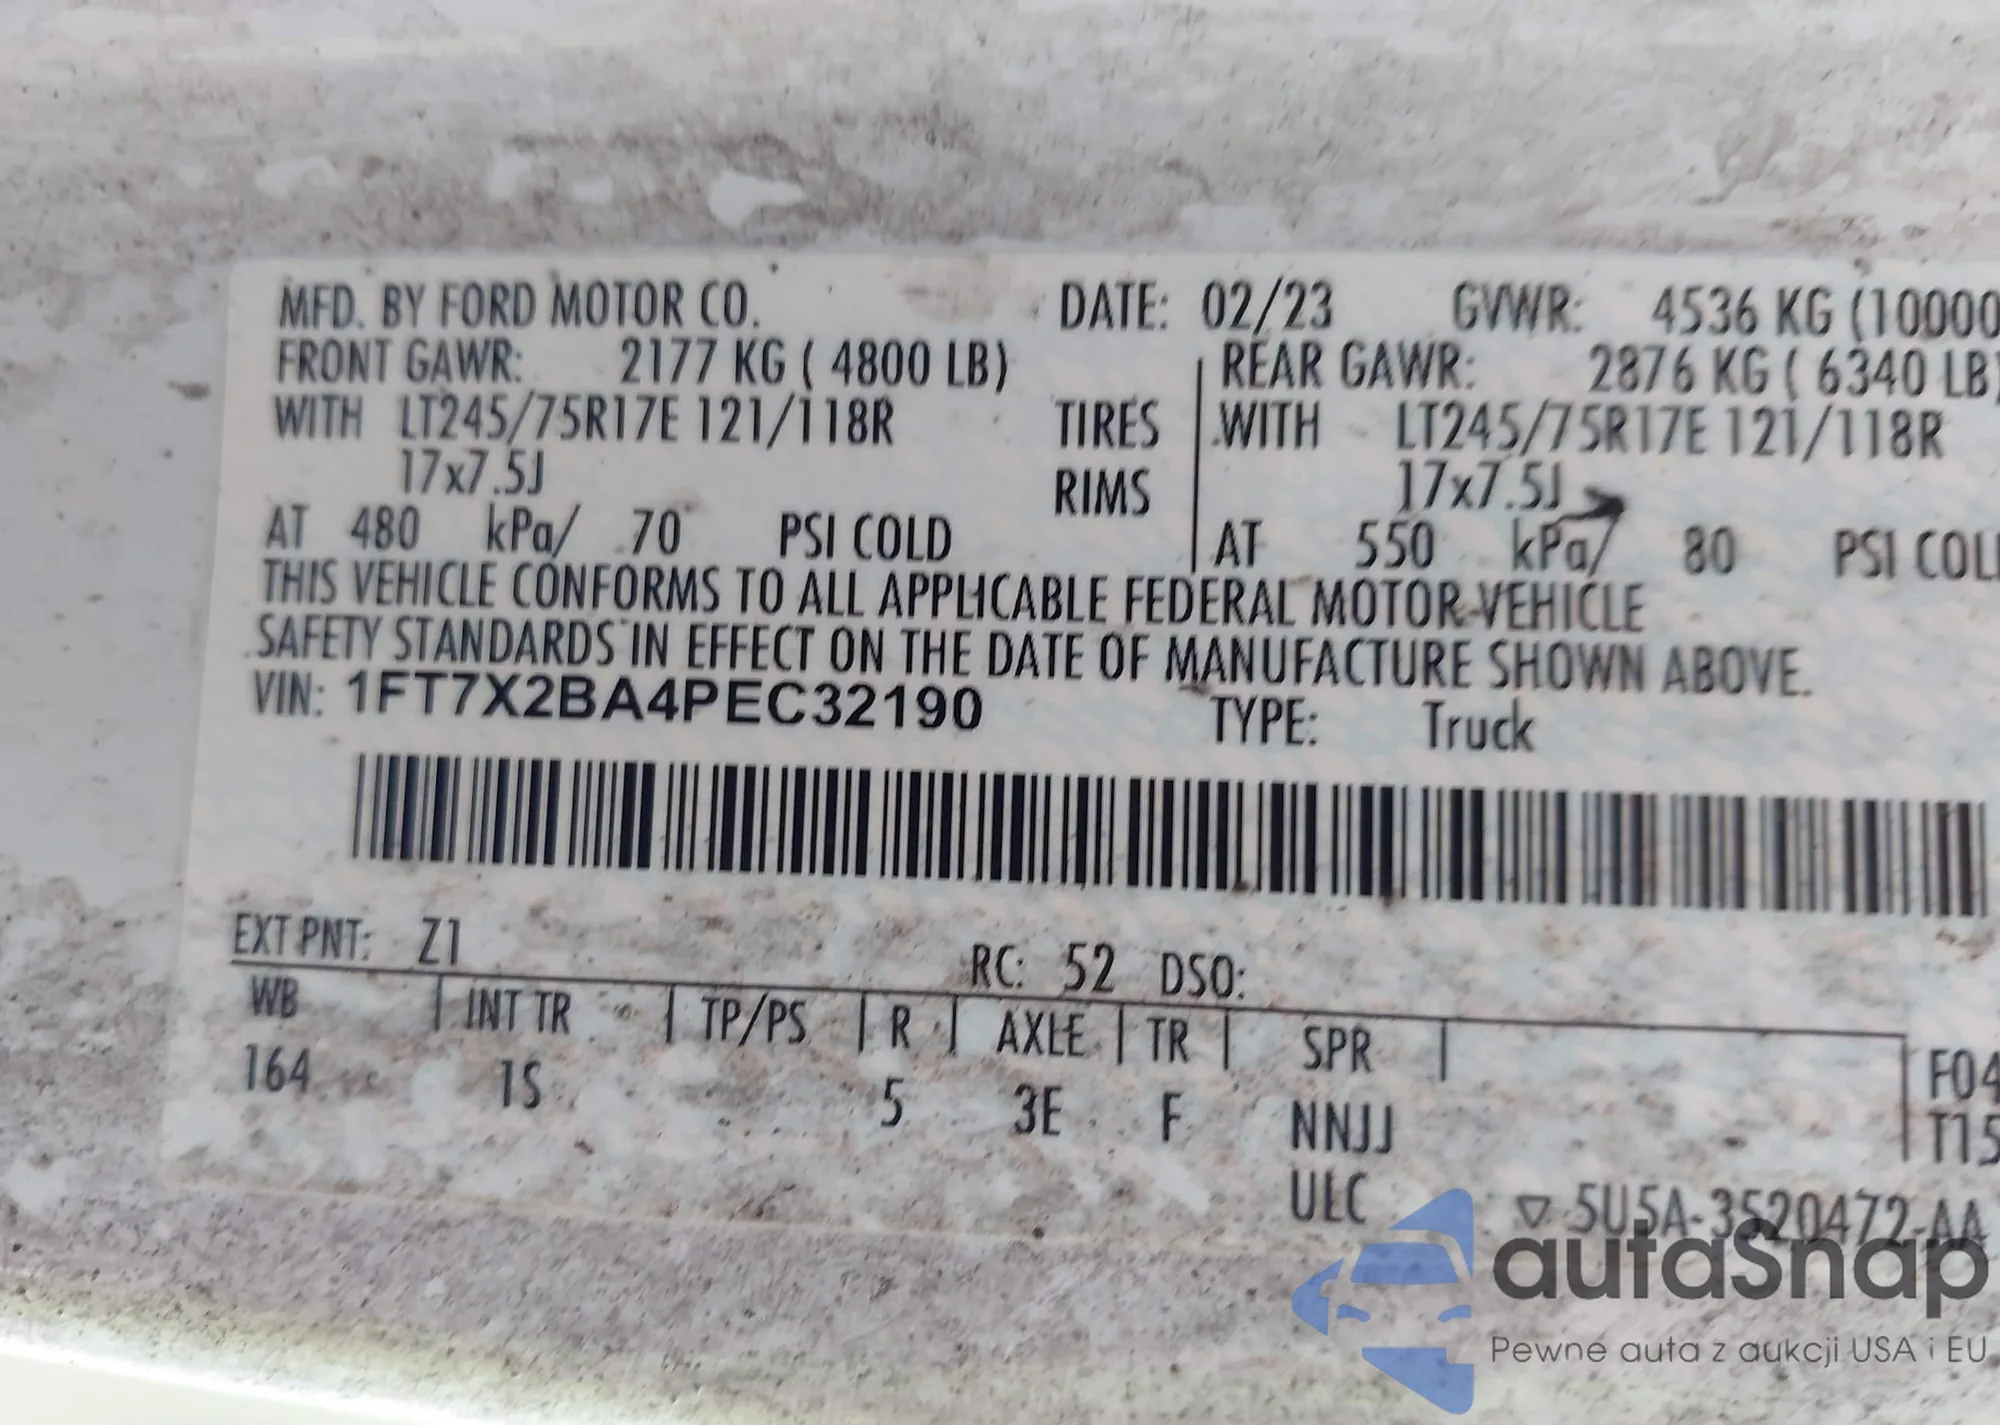 MFD. BY FORD MOTOR CO. DATE: 02/23 GVWR: 4536 KG (10000
FRONT GAWR: 2177 KG ( 4800 LB) REAR GAWR: 2876 KG ( 6340 LB)
WITH LT245/75R17E 121/118R TIRES WITH LT245/75R17E 121/118R
17x7.5J RIMS 17x7.5J
AT 480 kPa/ 70 PSI COLD AT 550 kPa/ 80 PSI COL
THIS VEHICLE CONFORMS TO ALL APPLICABLE FEDERAL MOTOR VEHICLE
SAFETY STANDARDS IN EFFECT ON THE DATE OF MANUFACTURE SHOWN ABOVE.
VIN: 1FT7X2BA4PEC32190 TYPE: Truck
EXT PNT: Z1 RC: 52 DSO:
WB INT TR TP/PS R AXLE TR SPR F04
164 1S 5 3E F NNJJ T15
ULC ▽ 5U5A-3520472-AA
autaSnap
Pewne auta z aukcji USA i EU